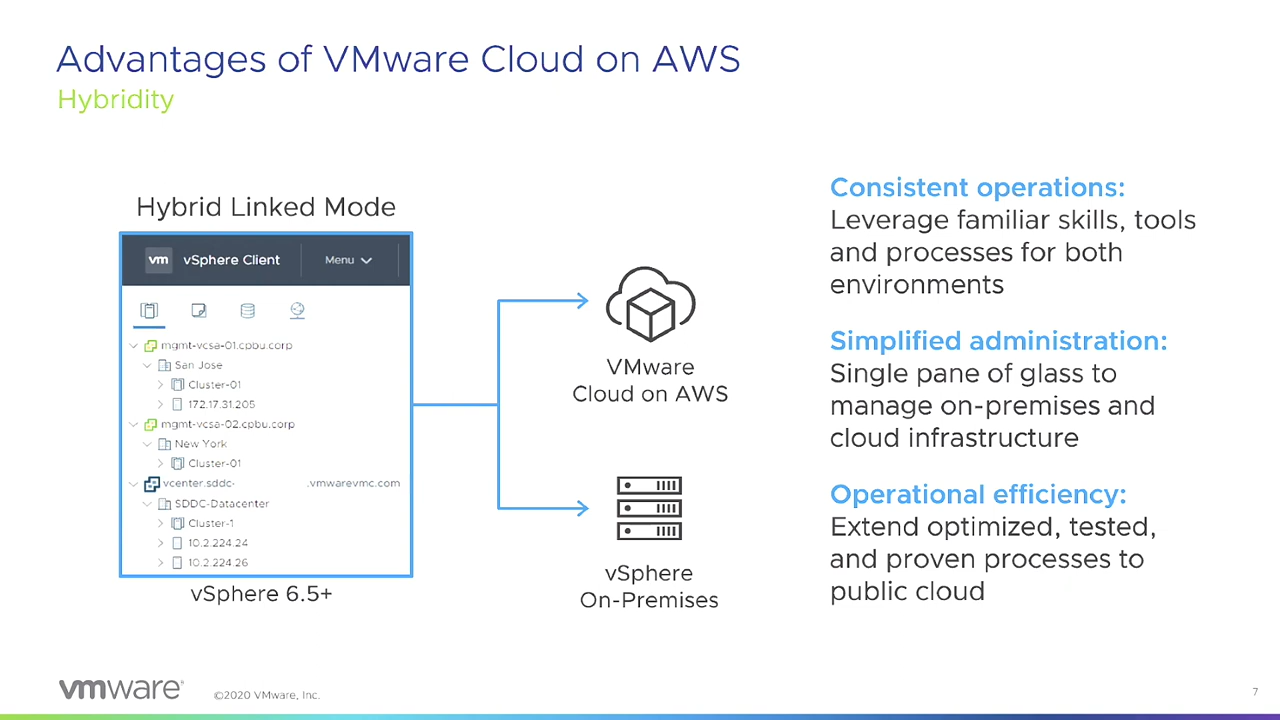 Advantages of VMware Cloud on AWS
Hybridity
Hybrid Linked Mode
vm vSphere Client Menu
mgmt-vcsa-01.cpbu.corp
San Jose
Cluster-01
172.17.31.205
mgmt-vcsa-02.cpbu.corp
New York
Cluster-01
vcenter.sddc- .vmwarevmc.com
SDDC-Datacenter
Cluster-1
10.2.224.24
10.2.224.26
vSphere 6.5+
VMware
Cloud on AWS
vSphere
On-Premises
Consistent operations:
Leverage familiar skills, tools
and processes for both
environments
Simplified administration:
Single pane of glass to
manage on-premises and
cloud infrastructure
Operational efficiency:
Extend optimized, tested,
and proven processes to
public cloud
vmware®
©2020 VMware, Inc.
7